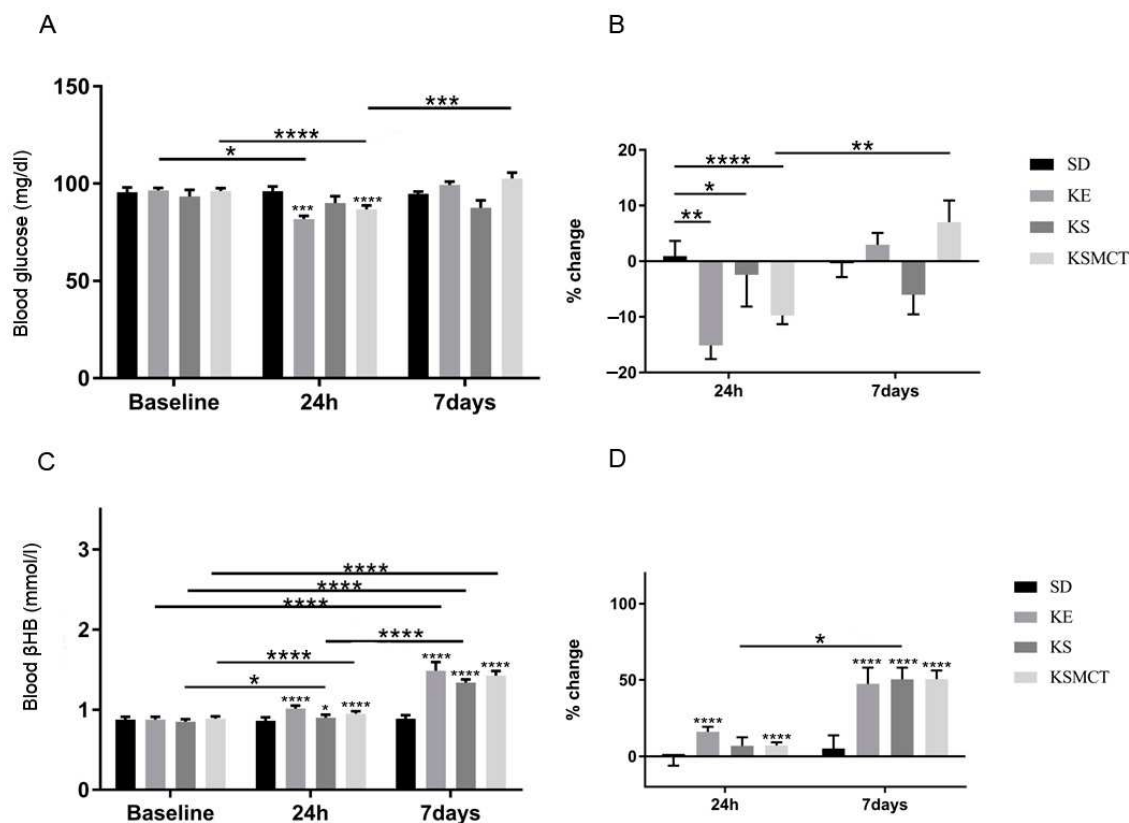 A
Blood glucose (mg/dl)
150
100
50
0
***
****
*
***
****
Baseline
24h
7days
B
% change
20
10
0
–10
–20
****
**
*
**
24h
7days
SD
KE
KS
KSMCT
C
Blood βHB (mmol/l)
3
2
1
0
****
****
****
****
****
*
****
*
****
****
****
****
Baseline
24h
7days
D
% change
100
50
0
*
****
****
****
****
****
24h
7days
SD
KE
KS
KSMCT